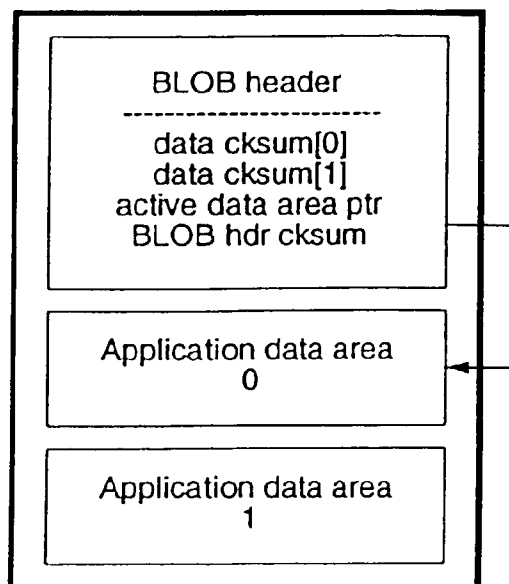 BLOB header
data cksum[0]
data cksum[1]
active data area ptr
BLOB hdr cksum
Application data area
0
Application data area
1